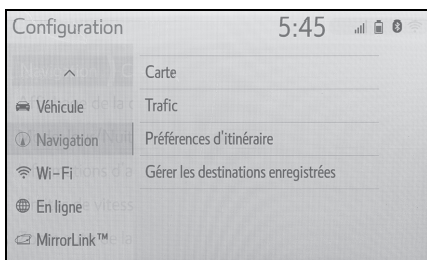 Configuration 5:45
Véhicule
Navigation
Wi-Fi
En ligne
MirrorLink™
Carte
Trafic
Préférences d'itinéraire
Gérer les destinations enregistrées